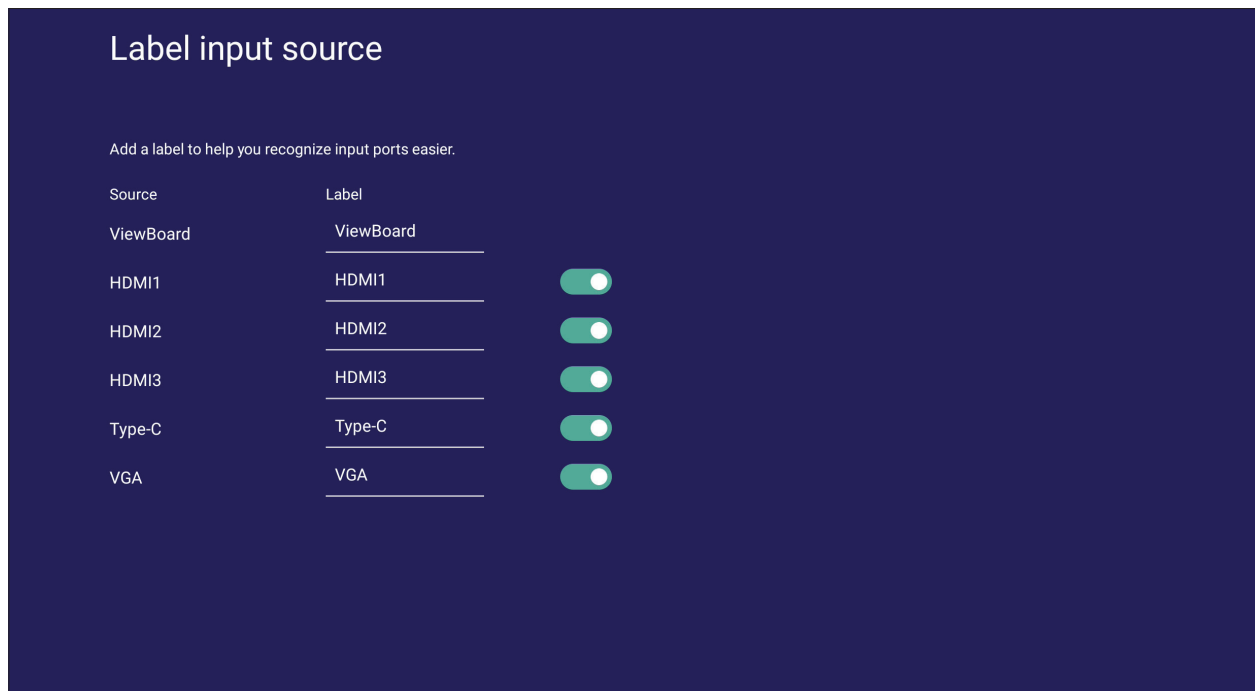 Label input source
Add a label to help you recognize input ports easier.
Source Label
ViewBoard ViewBoard
HDMI1 HDMI1
HDMI2 HDMI2
HDMI3 HDMI3
Type-C Type-C
VGA VGA